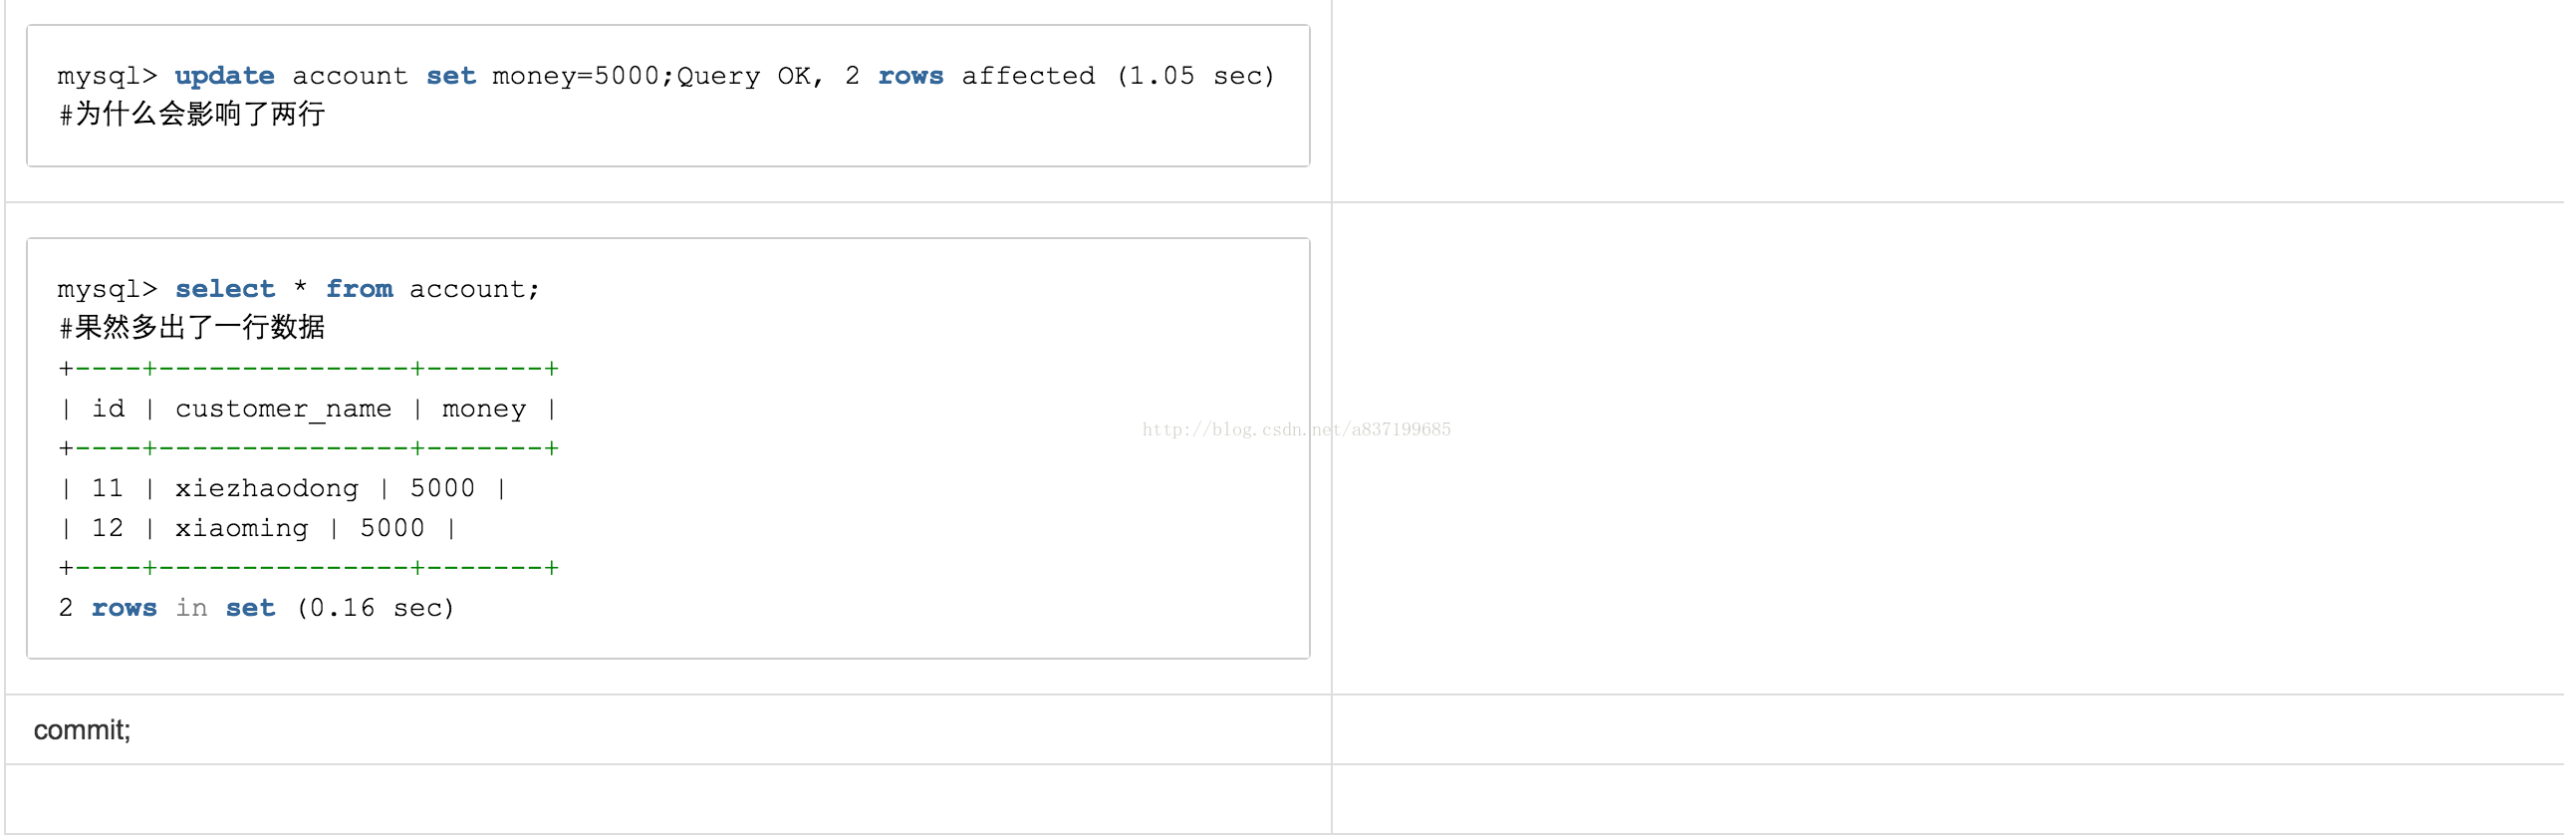 mysql> update account set money=5000;Query OK, 2 rows affected (1.05 sec)
#为什么会影响了两行
mysql> select * from account;
#果然多出了一行数据
+----+---------------+-------+
| id | customer_name | money |
+----+---------------+-------+
| 11 | xiezhaodong | 5000 |
| 12 | xiaoming | 5000 |
+----+---------------+-------+
2 rows in set (0.16 sec)
http://blog.csdn.net/a837199685
commit;